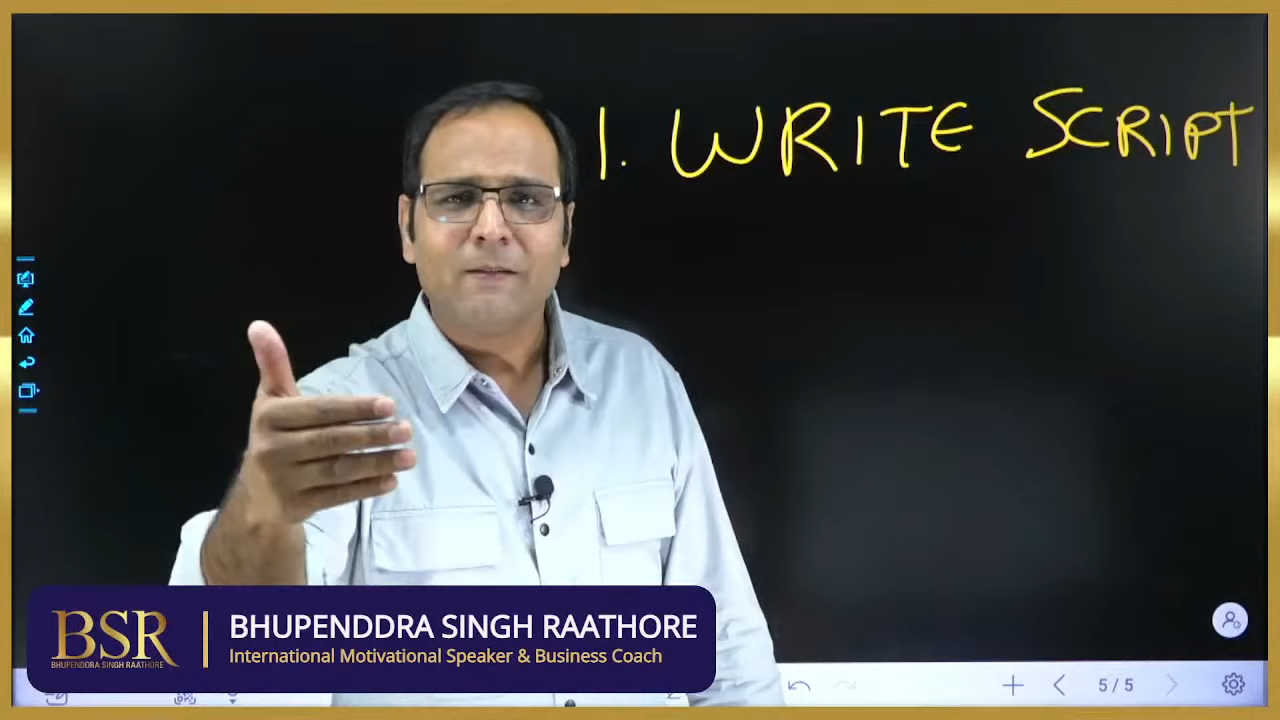 1. WRITE SCRIPT
BSR
BHUPENDDRA SINGH RAATHORE
BHUPENDDRA SINGH RAATHORE
International Motivational Speaker & Business Coach
5/5